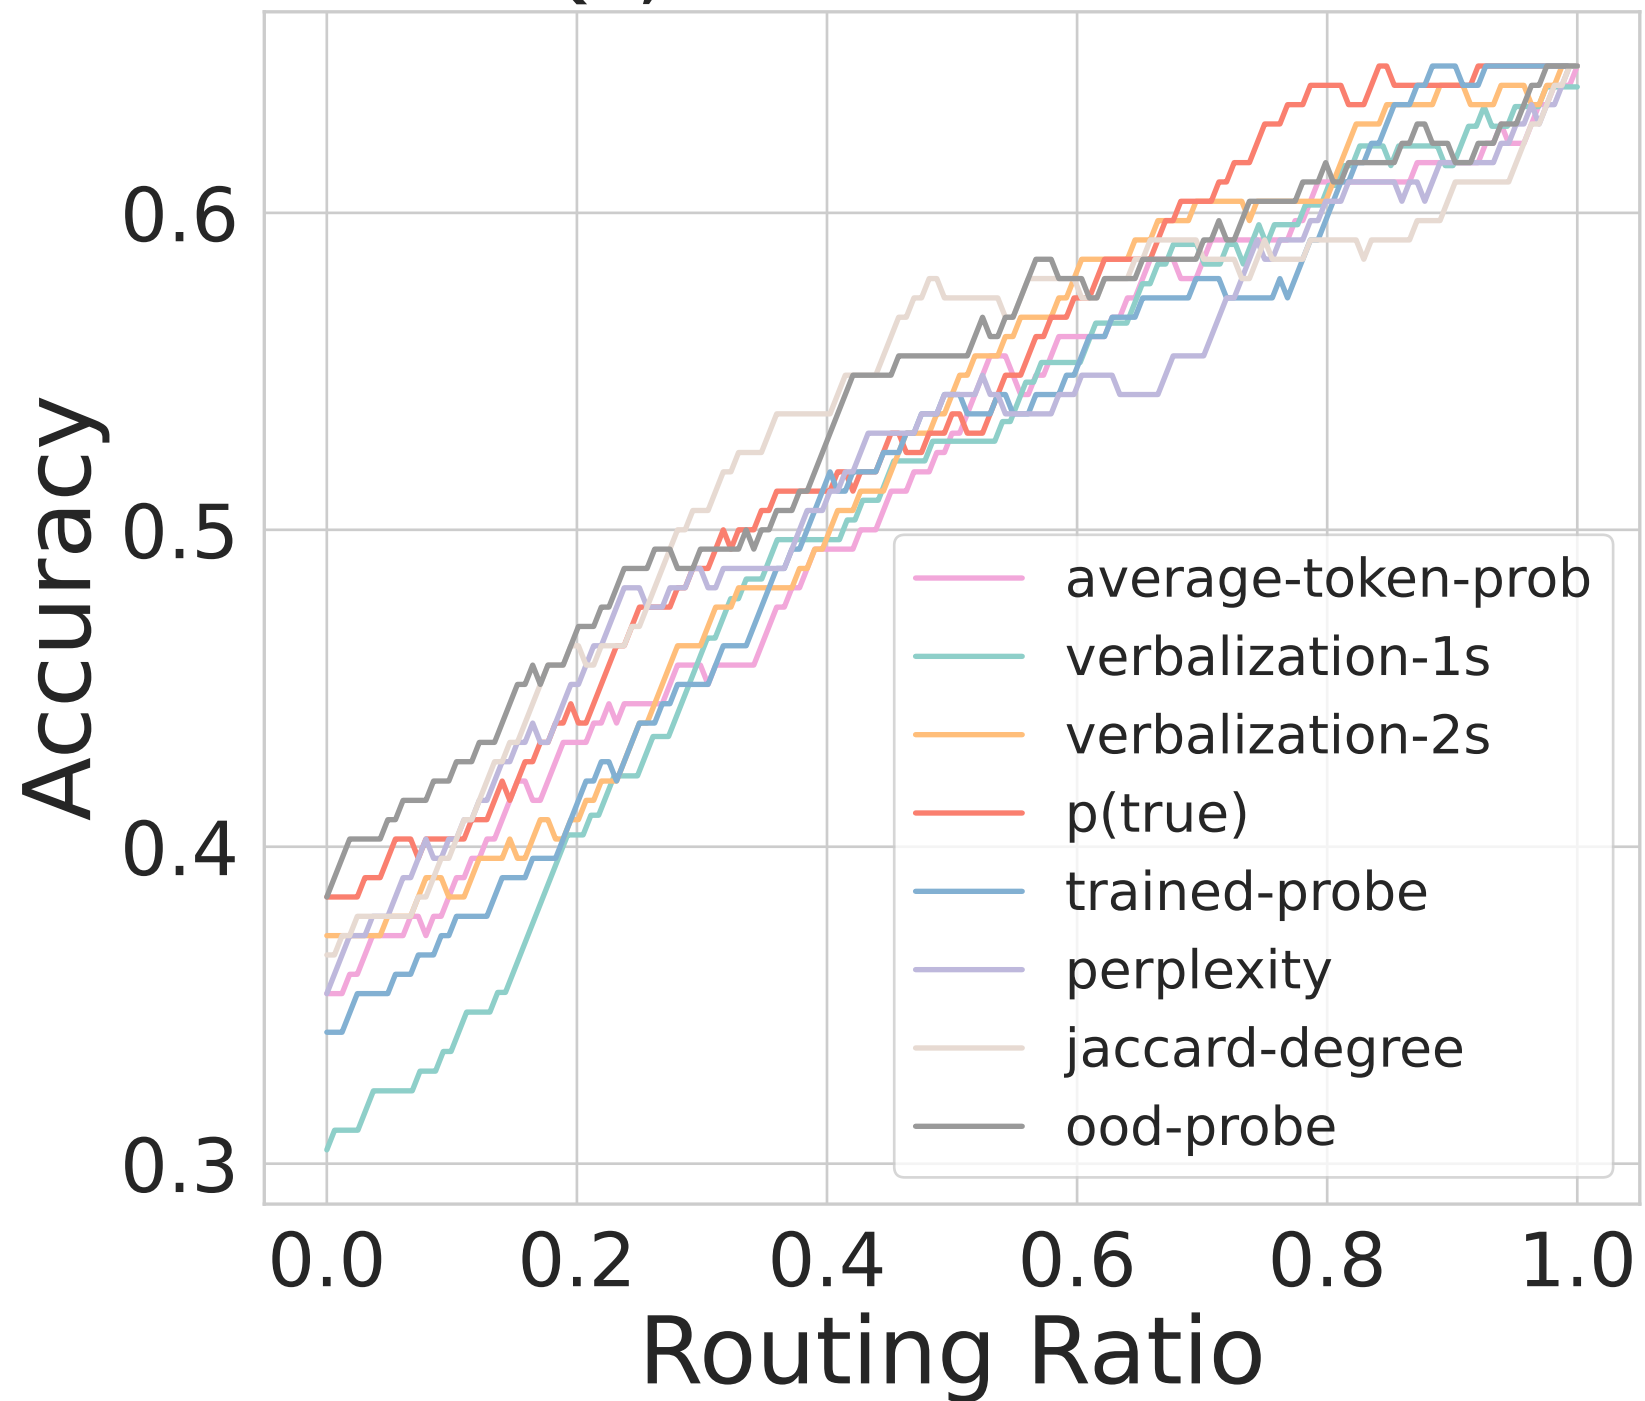 Accuracy
0.6
0.5
0.4
0.3
0.0 0.2 0.4 0.6 0.8 1.0
Routing Ratio
average-token-prob
verbalization-1s
verbalization-2s
p(true)
trained-probe
perplexity
jaccard-degree
ood-probe